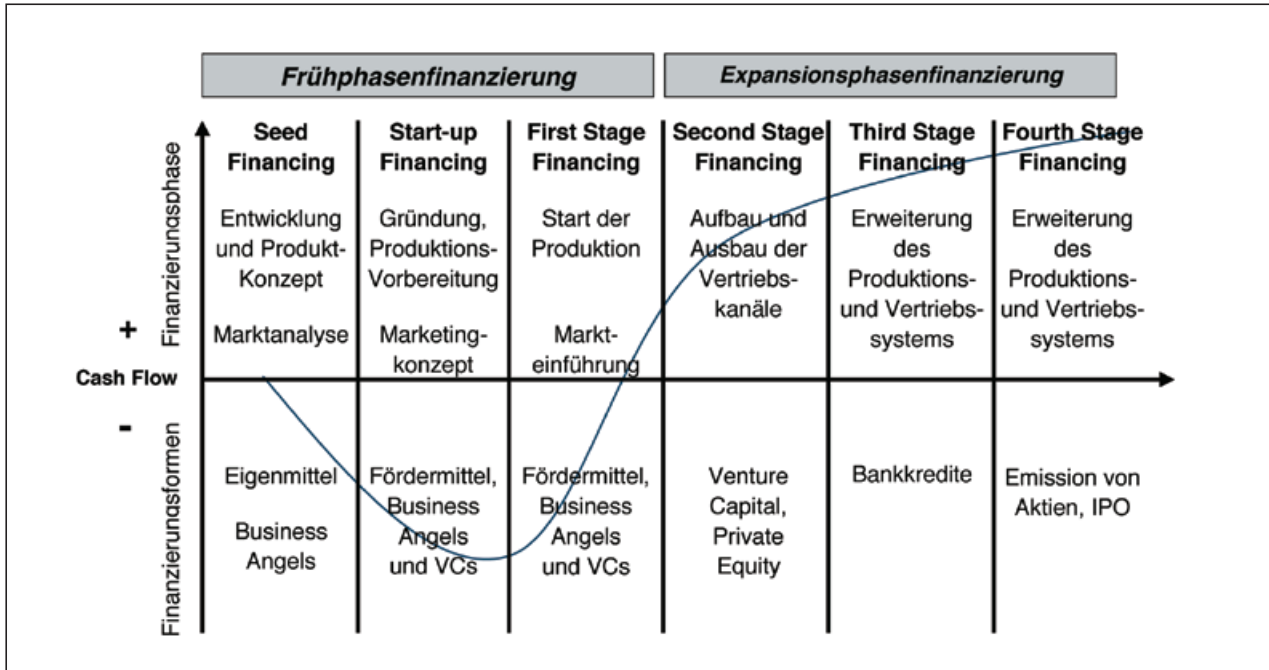 Frühphasenfinanzierung
Expansionsphasenfinanzierung
Finanzierungsphase
Seed
Financing
Entwicklung
und Produkt-
Konzept
Marktanalyse
Start-up
Financing
Gründung,
Produktions-
Vorbereitung
Marketing-
konzept
First Stage
Financing
Start der
Produktion
Markt-
einführung
Second Stage
Financing
Aufbau und
Ausbau der
Vertriebs-
kanäle
Third Stage
Financing
Erweiterung
des
Produktions-
und Vertriebs-
systems
Fourth Stage
Financing
Erweiterung
des
Produktions-
und Vertriebs-
systems
+
Cash Flow
-
Finanzierungsformen
Eigenmittel
Business
Angels
Fördermittel,
Business
Angels
und VCs
Fördermittel,
Business
Angels
und VCs
Venture
Capital,
Private
Equity
Bankkredite
Emission von
Aktien, IPO